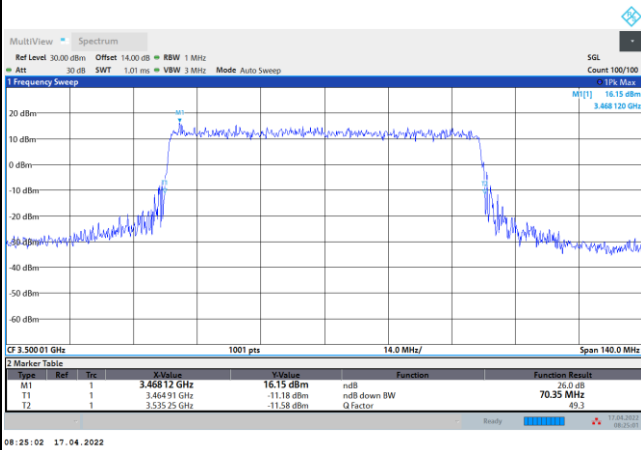 MultiView Spectrum
Ref Level 30.00 dBm Offset 14.00 dB RBW 1 MHz SGL
Att 30 dB SWT 1.01 ms VBW 3 MHz Mode Auto Sweep Count 100/100
1 Frequency Sweep 1Pk Max
M1[1] 16.15 dBm
3.468 120 GHz
M1
20 dBm
10 dBm
0 dBm
-10 dBm
-20 dBm
-30 dBm
-40 dBm
-50 dBm
-60 dBm
CF 3.500 01 GHz 1001 pts 14.0 MHz/ Span 140.0 MHz
2 Marker Table
Type Ref Trc X-Value Y-Value Function Function Result
M1 1 3.468 12 GHz 16.15 dBm ndB 26.0 dB
T1 1 3.464 91 GHz -11.18 dBm ndB down BW 70.35 MHz
T2 1 3.535 25 GHz -11.58 dBm Q Factor 49.3
Ready 17.04.2022
08:25:01
08:25:02 17.04.2022